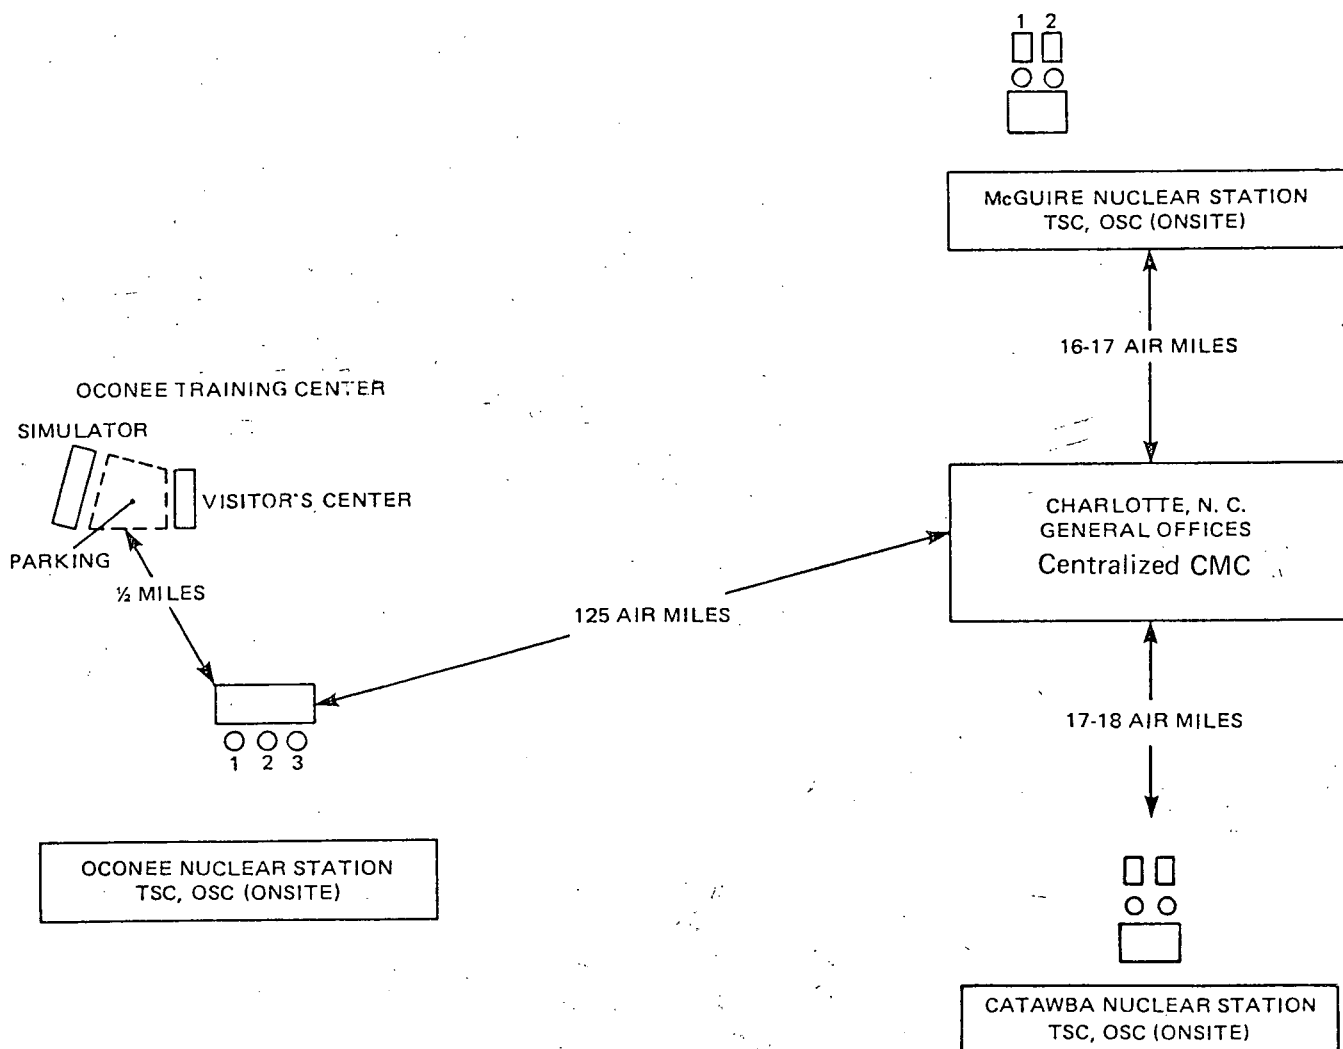 1 2
McGUIRE NUCLEAR STATION
TSC, OSC (ONSITE)
16-17 AIR MILES
OCONEE TRAINING CENTER
SIMULATOR
VISITOR'S CENTER
PARKING
½ MILES
CHARLOTTE, N. C.
GENERAL OFFICES
Centralized CMC
125 AIR MILES
17-18 AIR MILES
1 2 3
OCONEE NUCLEAR STATION
TSC, OSC (ONSITE)
CATAWBA NUCLEAR STATION
TSC, OSC (ONSITE)